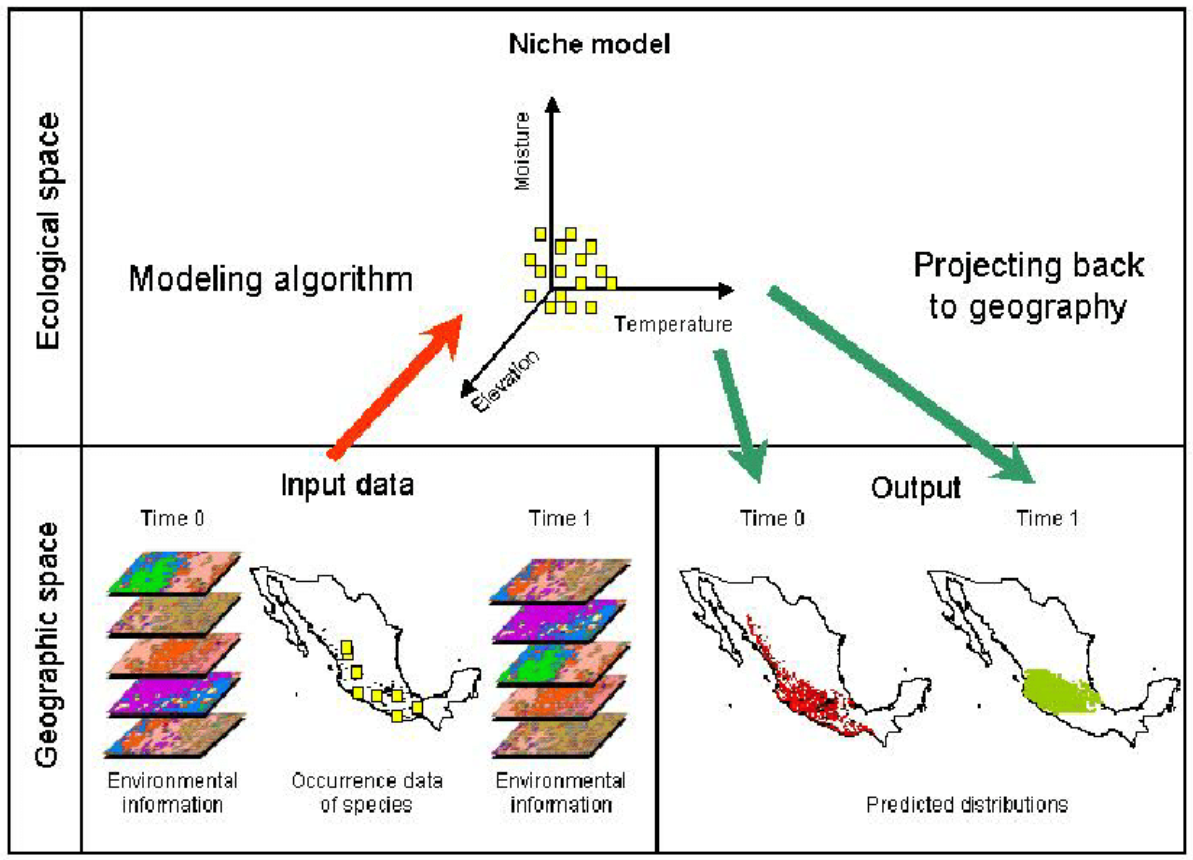 Niche model
Ecological space
Moisture
Modeling algorithm
Projecting back
to geography
Temperature
Elevation
Geographic space
Input data
Time 0
Time 1
Environmental
information
Occurrence data
of species
Environmental
information
Output
Time 0
Time 1
Predicted distributions